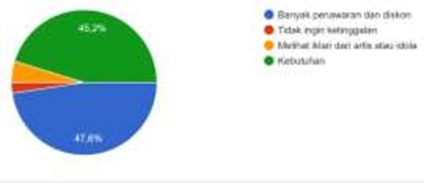 45,2%
47,6%
Banyak penawaran dan diskon
Tidak ingin ketinggalan
Melihat iklan dari artis atau idola
Kebutuhan